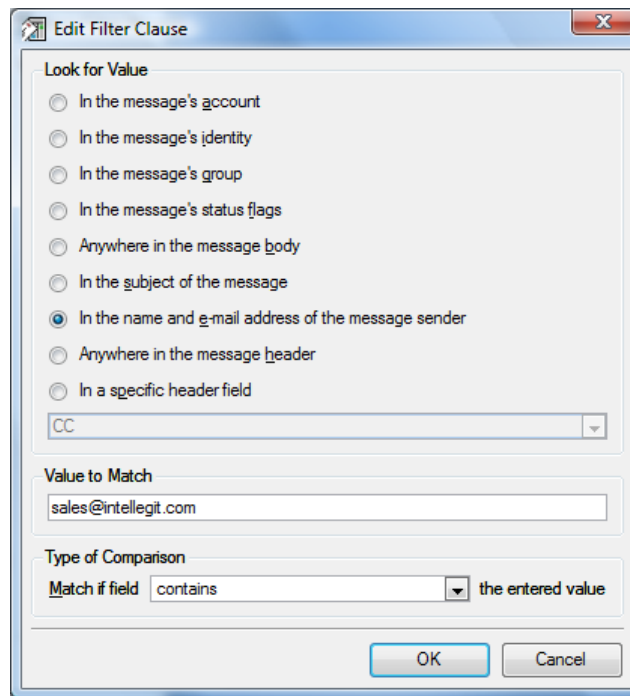 Edit Filter Clause
Look for Value
In the message's account
In the message's identity
In the message's group
In the message's status flags
Anywhere in the message body
In the subject of the message
In the name and e-mail address of the message sender
Anywhere in the message header
In a specific header field
CC
Value to Match
sales@intellegit.com
Type of Comparison
Match if field contains the entered value
OK Cancel